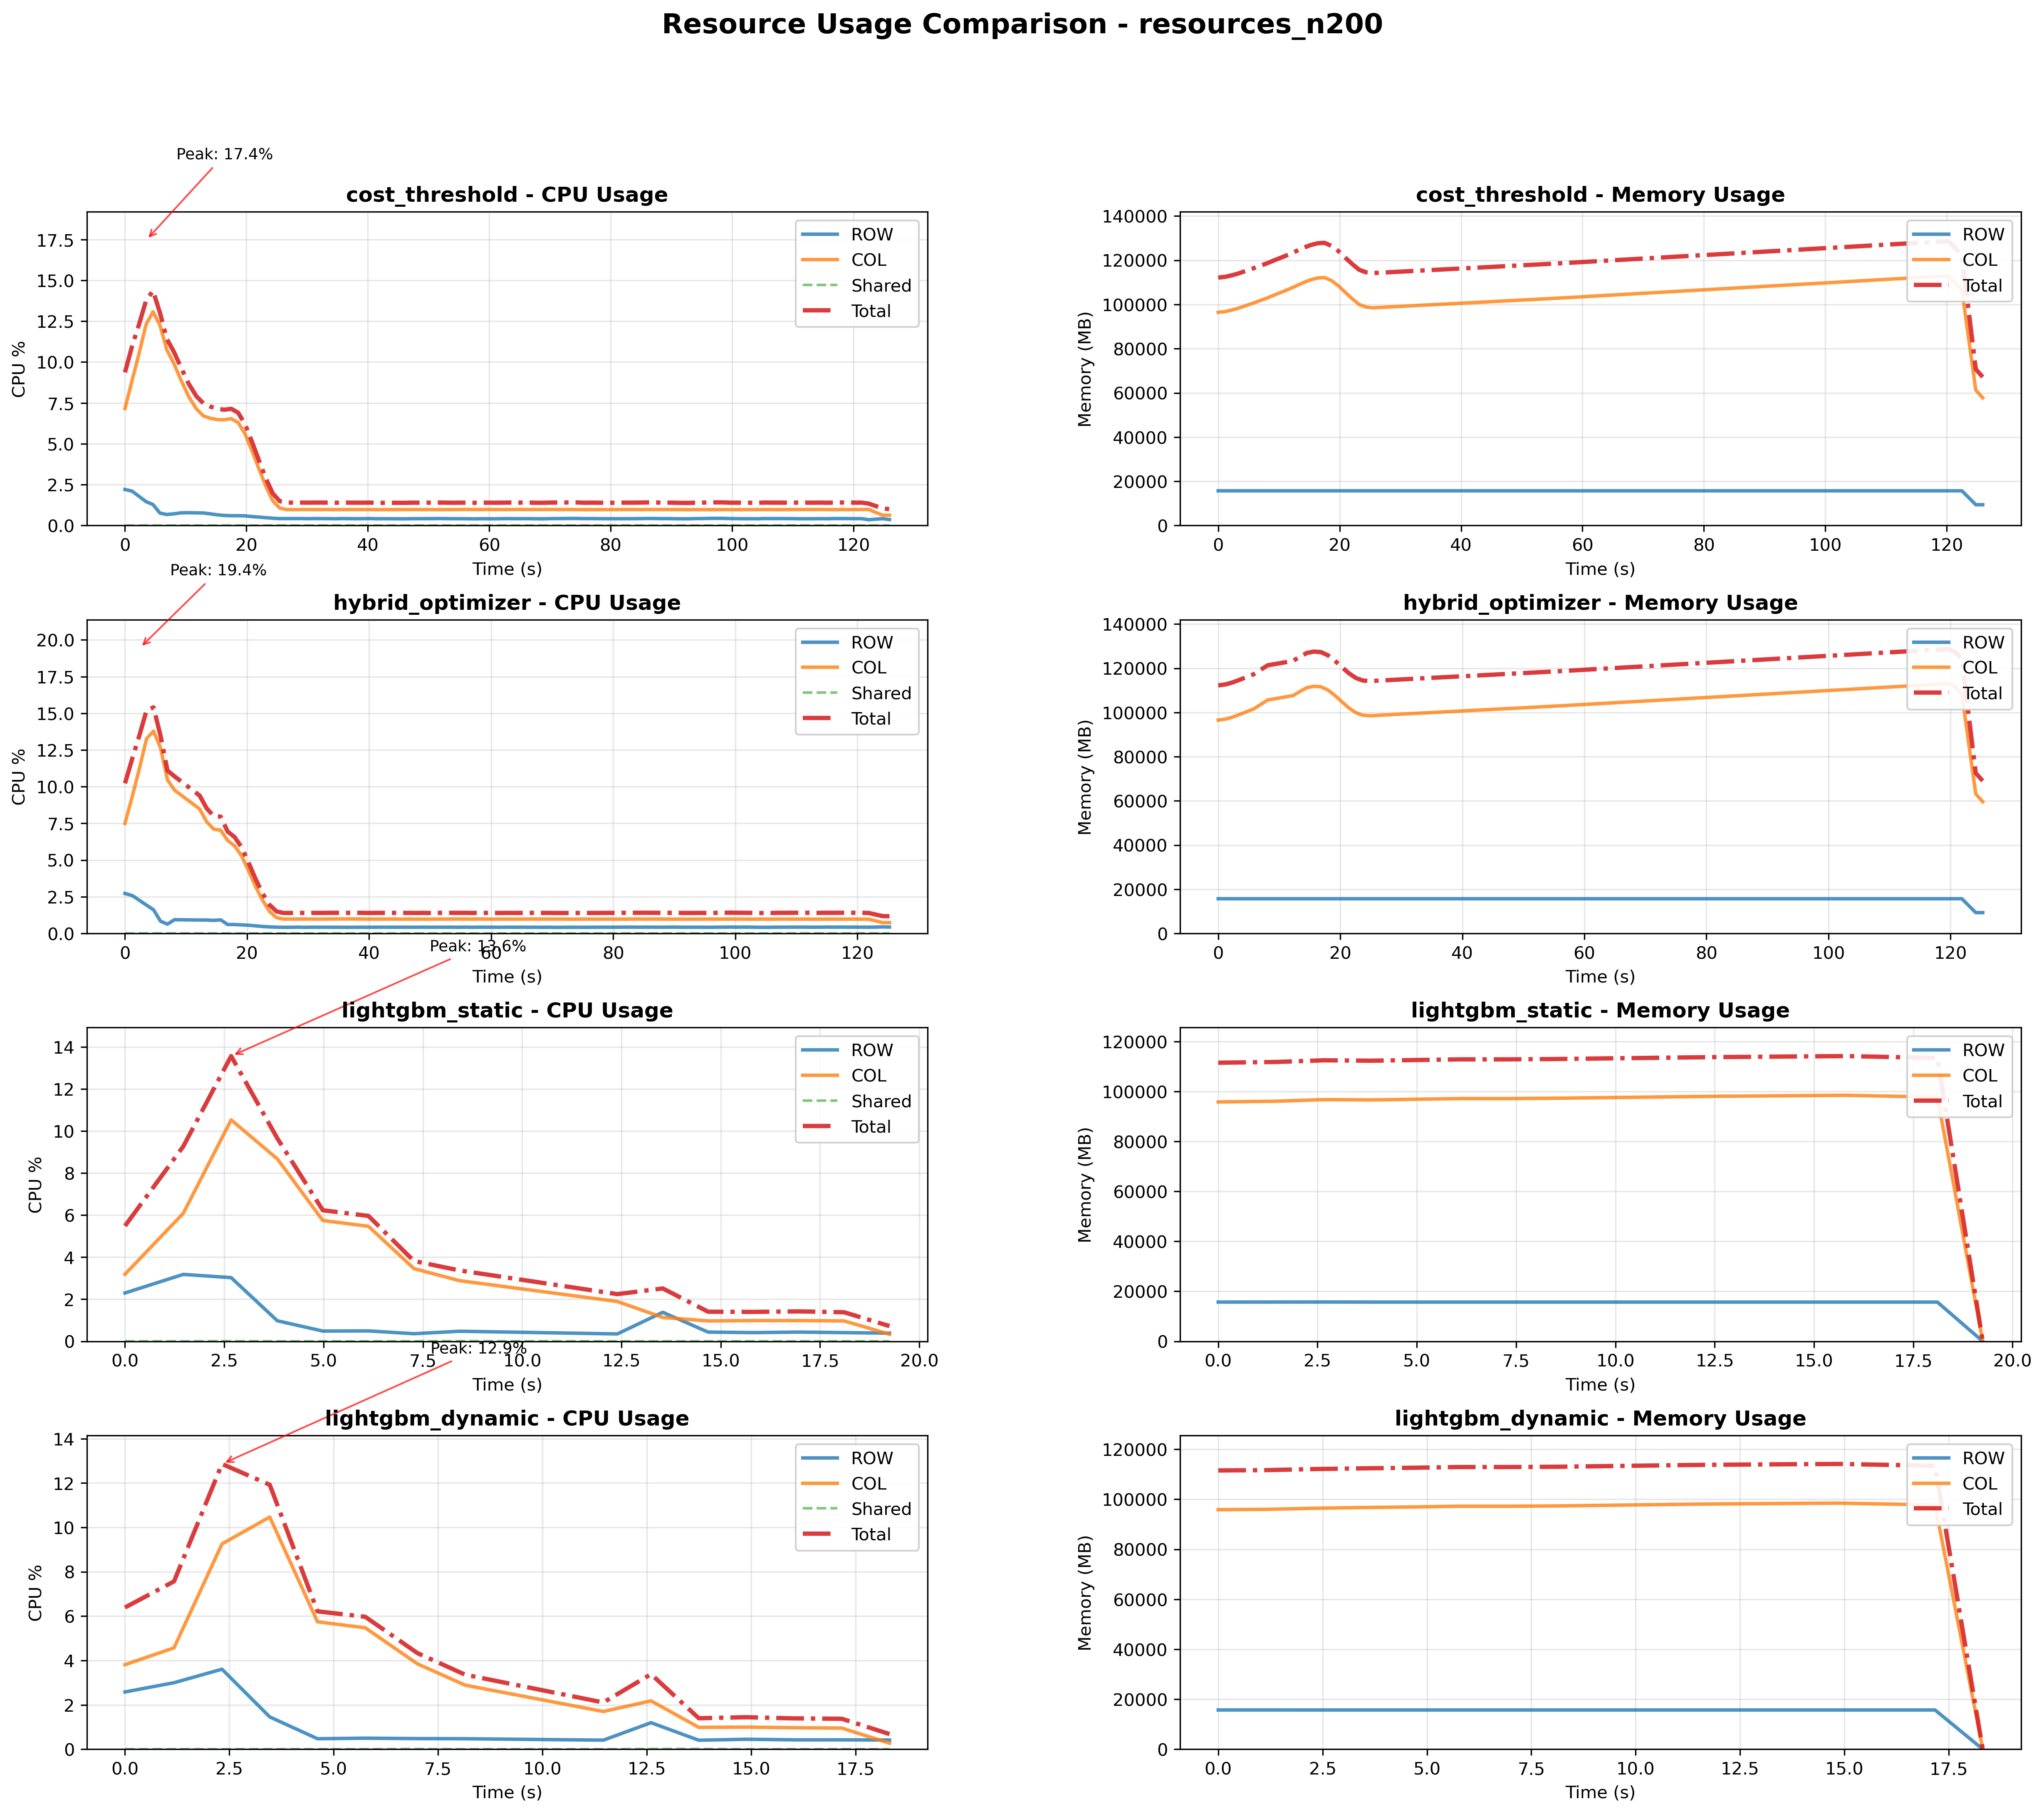 Resource Usage Comparison - resources_n200
Peak: 17.4%
cost_threshold - CPU Usage
17.5
15.0
12.5
10.0
7.5
5.0
2.5
0.0
CPU %
ROW
COL
Shared
Total
0 20 40 60 80 100 120
Time (s)
cost_threshold - Memory Usage
140000
120000
100000
80000
60000
40000
20000
0
Memory (MB)
ROW
COL
Total
0 20 40 60 80 100 120
Time (s)
Peak: 19.4%
hybrid_optimizer - CPU Usage
20.0
17.5
15.0
12.5
10.0
7.5
5.0
2.5
0.0
CPU %
ROW
COL
Shared
Total
0 20 40 60 80 100 120
Time (s)
hybrid_optimizer - Memory Usage
140000
120000
100000
80000
60000
40000
20000
0
Memory (MB)
ROW
COL
Total
0 20 40 60 80 100 120
Time (s)
Peak: 13.6%
lightgbm_static - CPU Usage
14
12
10
8
6
4
2
0
CPU %
ROW
COL
Shared
Total
0.0 2.5 5.0 7.5 10.0 12.5 15.0 17.5 20.0
Time (s)
lightgbm_static - Memory Usage
120000
100000
80000
60000
40000
20000
0
Memory (MB)
ROW
COL
Total
0.0 2.5 5.0 7.5 10.0 12.5 15.0 17.5 20.0
Time (s)
Peak: 12.9%
lightgbm_dynamic - CPU Usage
14
12
10
8
6
4
2
0
CPU %
ROW
COL
Shared
Total
0.0 2.5 5.0 7.5 10.0 12.5 15.0 17.5
Time (s)
lightgbm_dynamic - Memory Usage
120000
100000
80000
60000
40000
20000
0
Memory (MB)
ROW
COL
Total
0.0 2.5 5.0 7.5 10.0 12.5 15.0 17.5
Time (s)